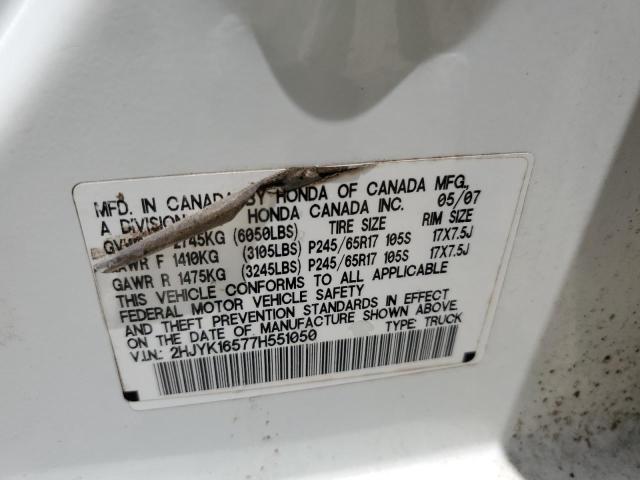 MFD. IN CANADA BY HONDA OF CANADA MFG.,
A DIVISION HONDA CANADA INC. 05/07
2745KG (6050LBS) TIRE SIZE RIM SIZE
GAWR F 1410KG (3105LBS) P245/65R17 105S 17X7.5J
GAWR R 1475KG (3245LBS) P245/65R17 105S 17X7.5J
THIS VEHICLE CONFORMS TO ALL APPLICABLE
FEDERAL MOTOR VEHICLE SAFETY
AND THEFT PREVENTION STANDARDS IN EFFECT
ON THE DATE OF MANUFACTURE SHOWN ABOVE.
V.I.N.: 2HJYK16577H551050 TYPE: TRUCK